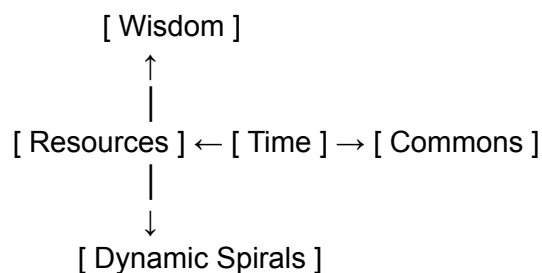 [ Wisdom ]
↑
|
[ Resources ] ← [ Time ] → [ Commons ]
|
↓
[ Dynamic Spirals ]